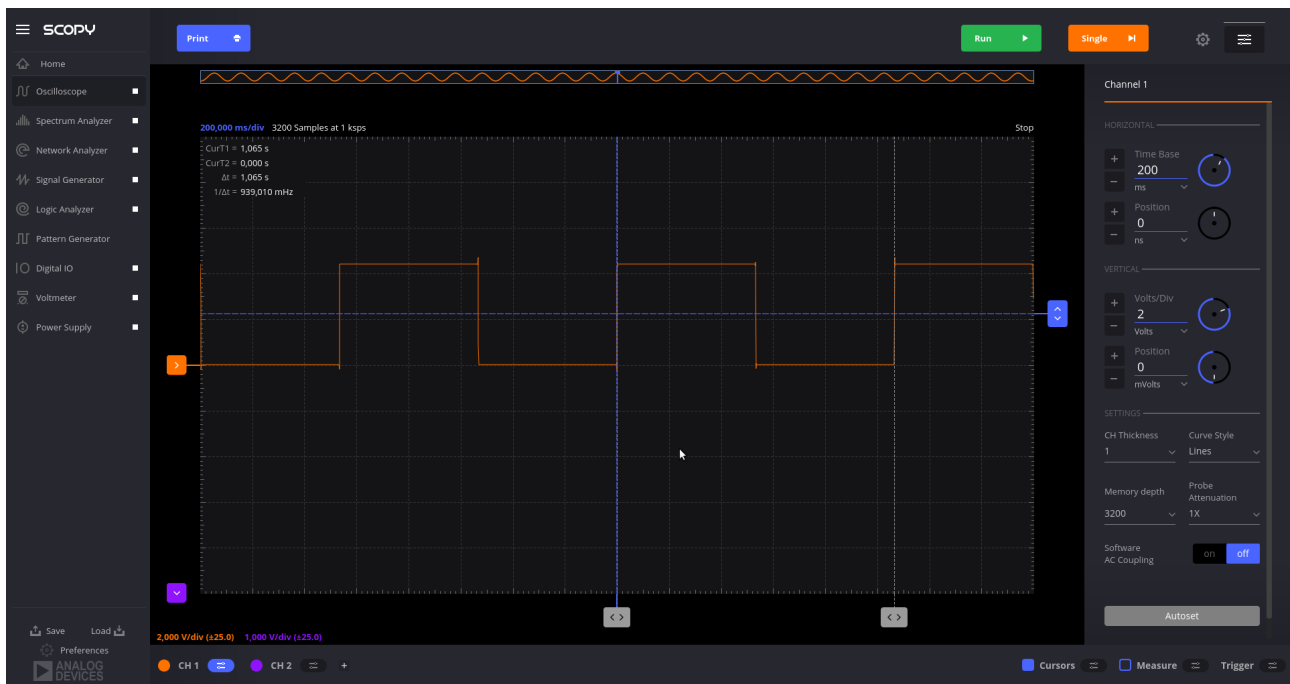 SCOPY
Print
Run
Single
Home
Oscilloscope
Spectrum Analyzer
Network Analyzer
Signal Generator
Logic Analyzer
Pattern Generator
Digital IO
Voltmeter
Power Supply
Save Load
Preferences
ANALOG
DEVICES
200,000 ms/div 3200 Samples at 1 ksps Stop
CurT1 = 1,065 s
CurT2 = 0,000 s
Δt = 1,065 s
1/Δt = 939,010 mHz
2,000 V/div (±25.0) 1,000 V/div (±25.0)
CH 1 CH 2 +
Cursors Measure Trigger
Channel 1
HORIZONTAL
+ Time Base
200
− ms
+ Position
0
− ns
VERTICAL
+ Volts/Div
2
− Volts
+ Position
0
− mVolts
SETTINGS
CH Thickness Curve Style
1 Lines
Memory depth Probe Attenuation
3200 1X
Software
AC Coupling on off
Autoset